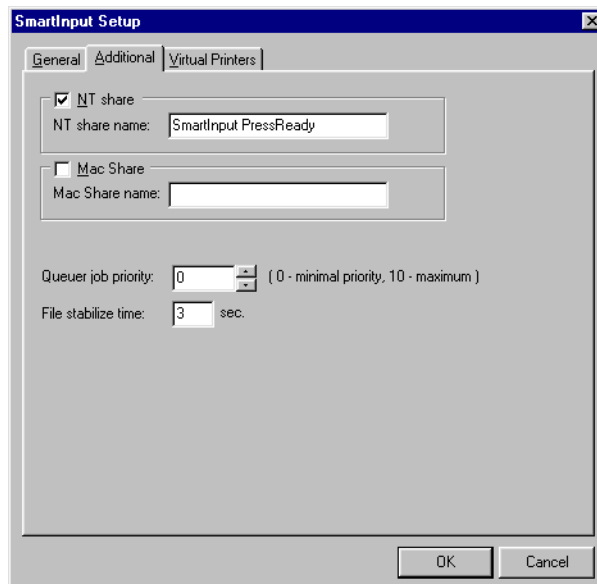 SmartInput Setup
General Additional Virtual Printers
NT share
NT share name: SmartInput PressReady
Mac Share
Mac Share name:
Queuer job priority: 0 ( 0 - minimal priority, 10 - maximum )
File stabilize time: 3 sec.
OK Cancel